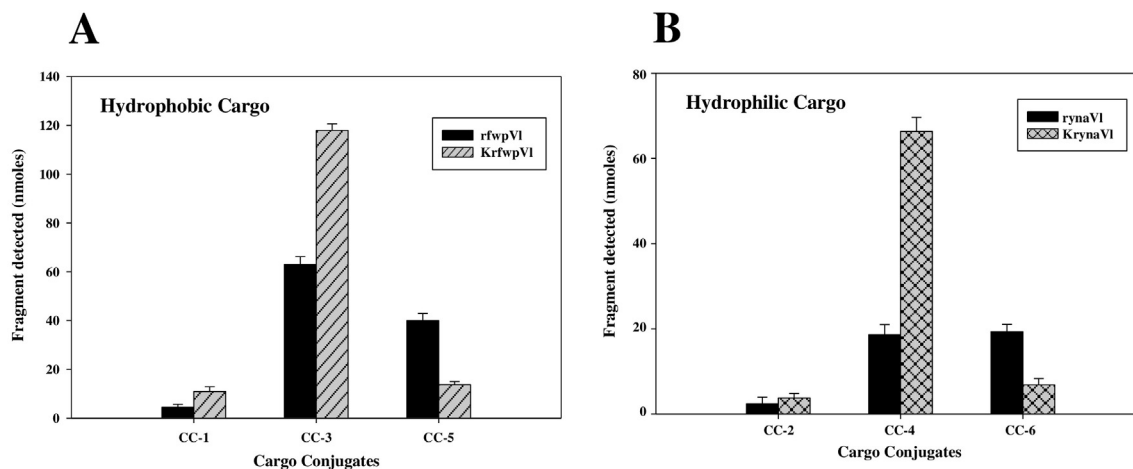 A
Hydrophobic Cargo
rfwpVl
KrfwpVl
Fragment detected (nmoles)
140
120
100
80
60
40
20
0
CC-1 CC-3 CC-5
Cargo Conjugates
B
Hydrophilic Cargo
rynaVl
KrynaVl
Fragment detected (nmoles)
80
60
40
20
0
CC-2 CC-4 CC-6
Cargo Conjugates